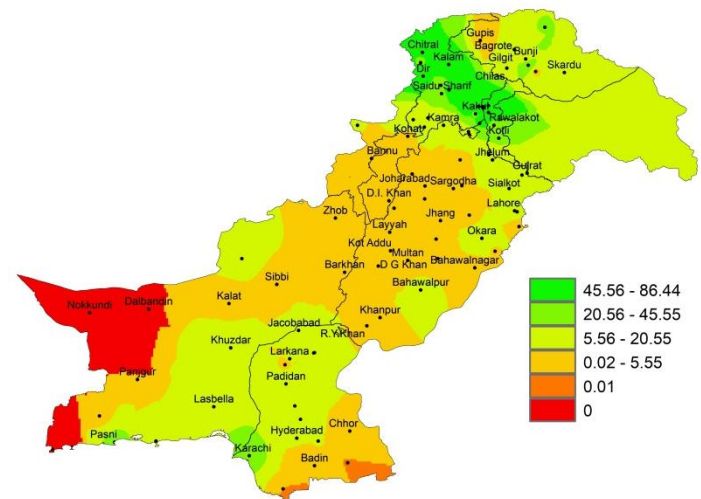 Gupis
Chitral
Bagrote
Bunji
Kalam
Gilgit
Skardu
Dir
Chilas
Saidu Sharif
Kakul
Kamra
Rawalakot
Kohat
Kotli
Bannu
Jhelum
Gujrat
Joharabad
Sargodha
Sialkot
D.I. Khan
Zhob
Jhang
Lahore
Layyah
Okara
Kot Addu
Multan
Barkhan
D G Khan
Bahawalnagar
Sibbi
Bahawalpur
Nokkundi
Dalbandin
Kalat
Khanpur
Jacobabad
R.Y.Khan
Khuzdar
Larkana
Panjgur
Padidan
Lasbella
Hyderabad
Chhor
Pasni
Karachi
Badin
45.56 - 86.44
20.56 - 45.55
5.56 - 20.55
0.02 - 5.55
0.01
0